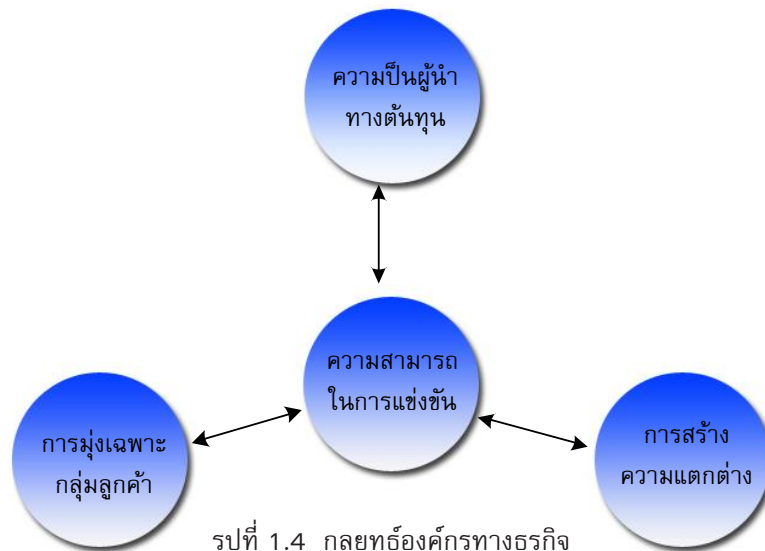 ความป็นผู้นำ
ทางต้นทุน
ความสามารถ
ในการแข่งขัน
การมุ่งเฉพาะ
กลุ่มลูกค้า
การสร้าง
ความแตกต่าง
รูปที่ 1.4 กลยุทธ์องค์กรทางธุรกิจ